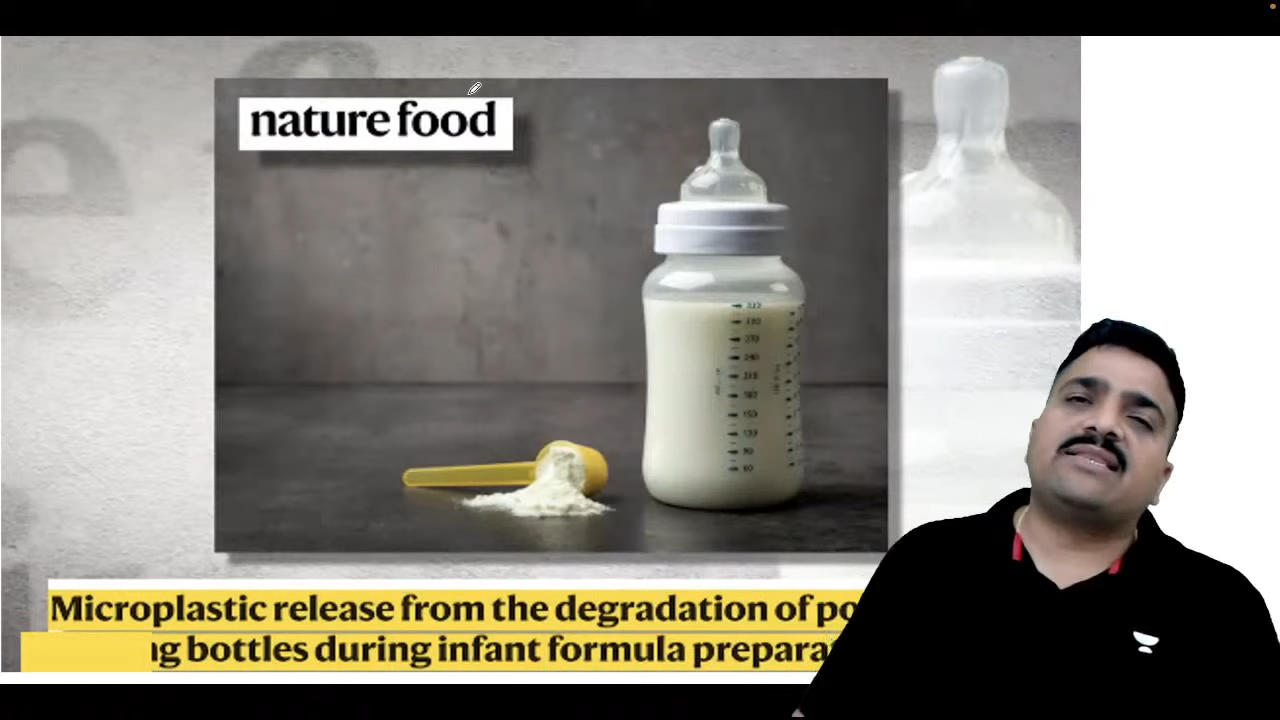 nature food
Microplastic release from the degradation of po
ng bottles during infant formula prepara